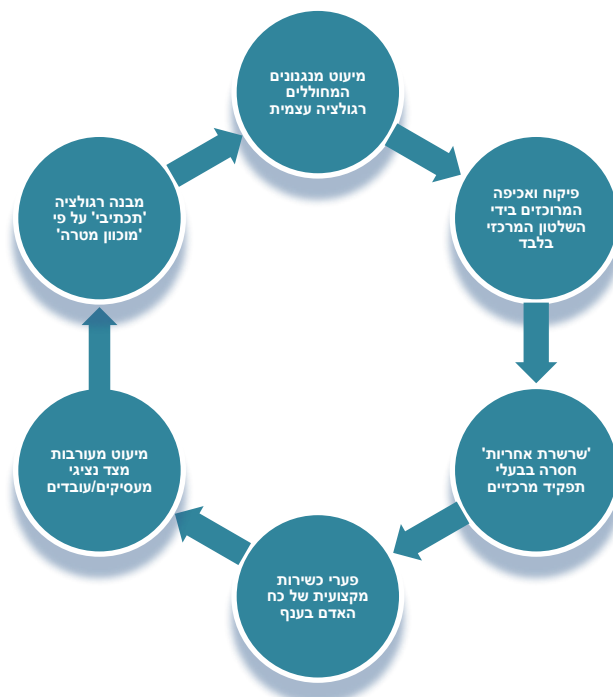 מיעוט מנגנונים
המחוללים
רגולציה עצמית
פיקוח ואכיפה
המרוכזים בידי
השלטון המרכזי
בלבד
'שרשרת אחריות'
חסרה בבעלי
תפקיד מרכזיים
פערי כשירות
מקצועית של כח
האדם בענף
מיעוט מעורבות
מצד נציגי
מעסיקים/עובדים
מבנה רגולציה
'תכתיבי' על פי
'מוכוון מטרה'